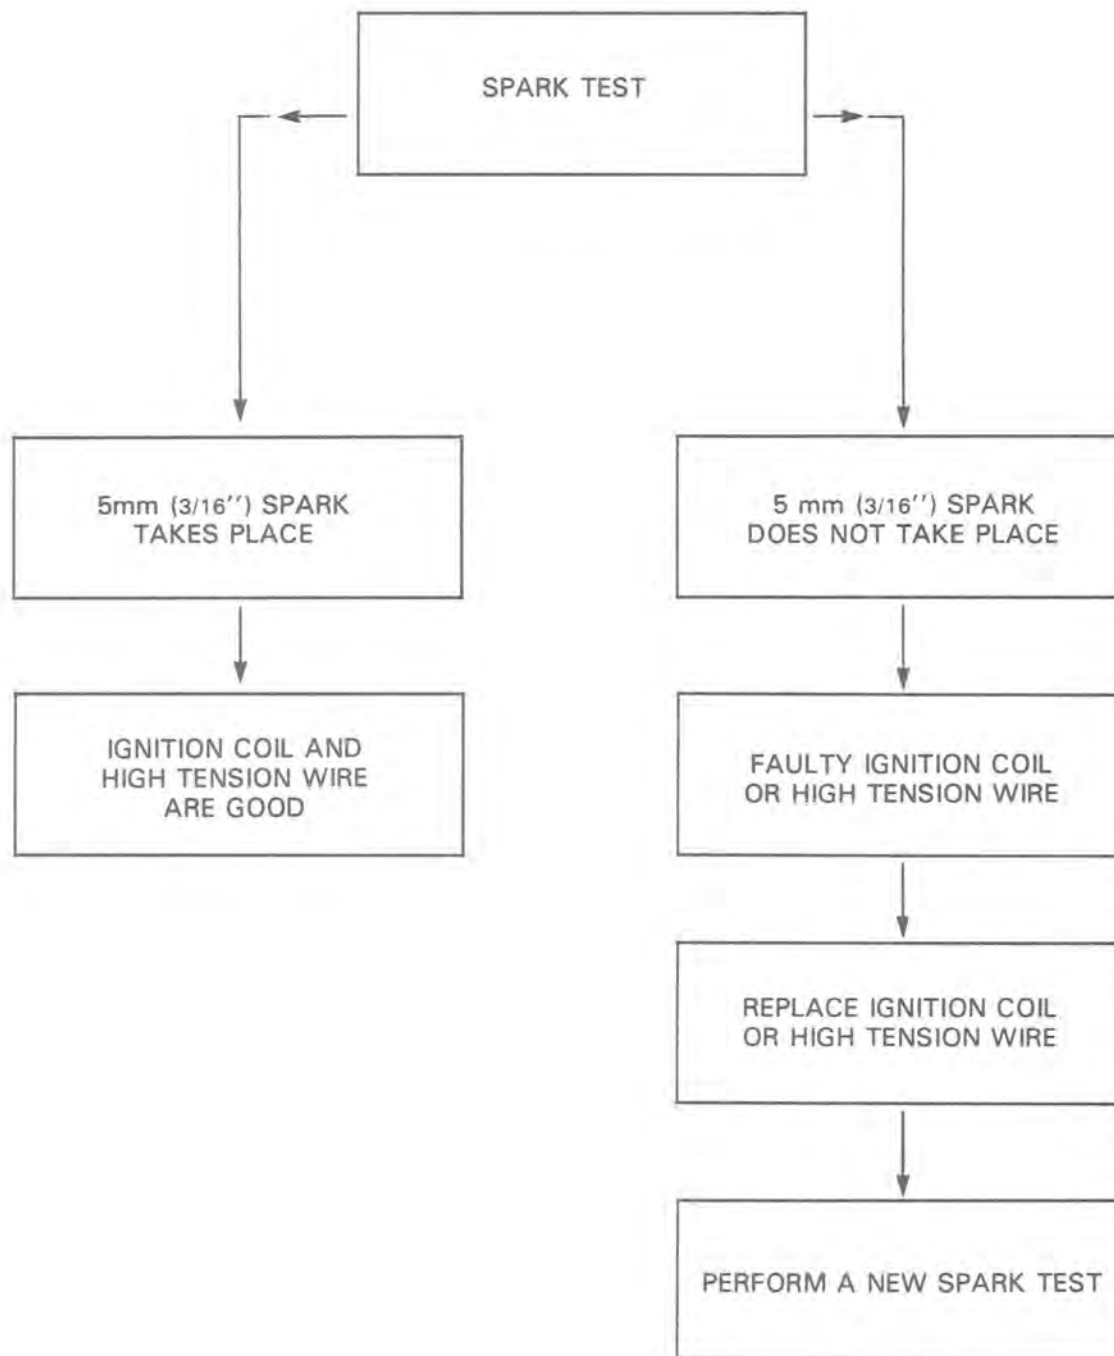 SPARK TEST
5mm (3/16'') SPARK
TAKES PLACE
IGNITION COIL AND
HIGH TENSION WIRE
ARE GOOD
5 mm (3/16'') SPARK
DOES NOT TAKE PLACE
FAULTY IGNITION COIL
OR HIGH TENSION WIRE
REPLACE IGNITION COIL
OR HIGH TENSION WIRE
PERFORM A NEW SPARK TEST